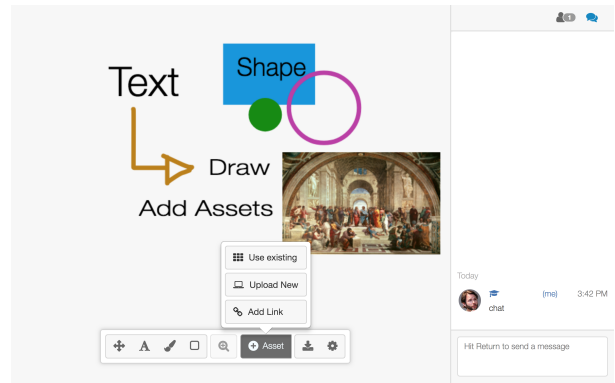 1
Text
Shape
Draw
Add Assets
Use existing
Upload New
Add Link
A
Asset
Today
(me) 3:42 PM
chat
Hit Return to send a message